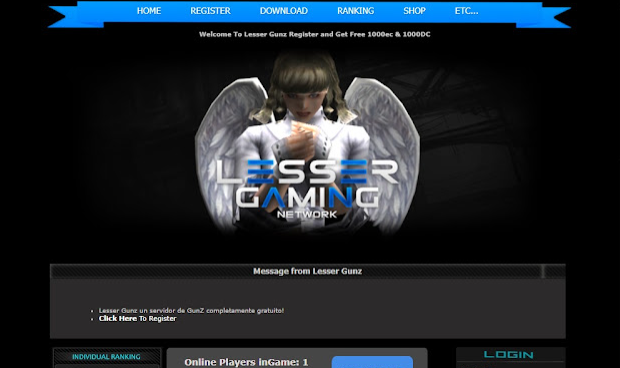 HOME REGISTER DOWNLOAD RANKING SHOP ETC...
Welcome To Lesser Gunz Register and Get Free 1000ec & 1000DC
LESSER
GAMING
NETWORK
Message from Lesser Gunz
Lesser Gunz un servidor de GunZ completamente gratuito!
Click Here To Register
INDIVIDUAL RANKING
Online Players inGame: 1
LOGIN